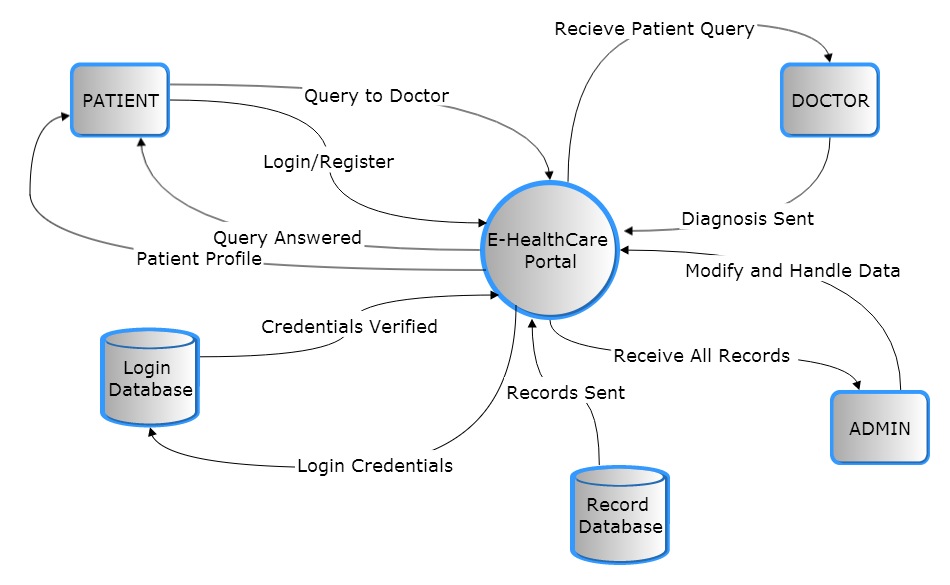 Recieve Patient Query
PATIENT
Query to Doctor
DOCTOR
Login/Register
Diagnosis Sent
Query Answered
E-HealthCare
Portal
Patient Profile
Modify and Handle Data
Credentials Verified
Receive All Records
Login
Database
Records Sent
ADMIN
Login Credentials
Record
Database